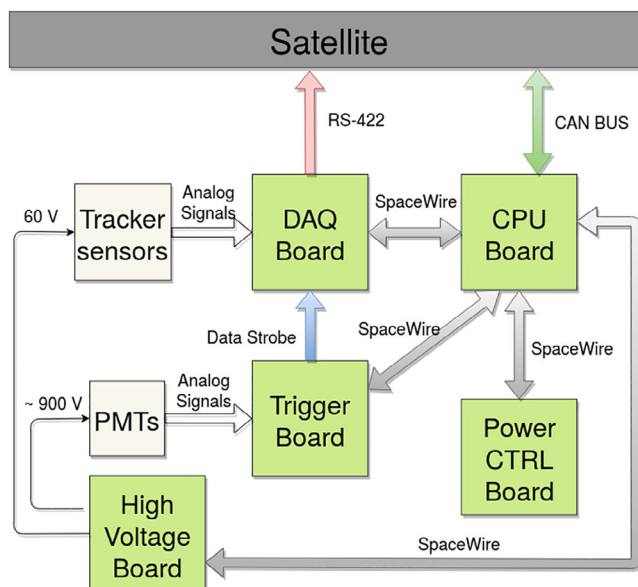 Satellite
RS-422
CAN BUS
60 V
Tracker
sensors
Analog
Signals
DAQ
Board
SpaceWire
CPU
Board
Data Strobe
SpaceWire
SpaceWire
~ 900 V
PMTs
Analog
Signals
Trigger
Board
Power
CTRL
Board
High
Voltage
Board
SpaceWire